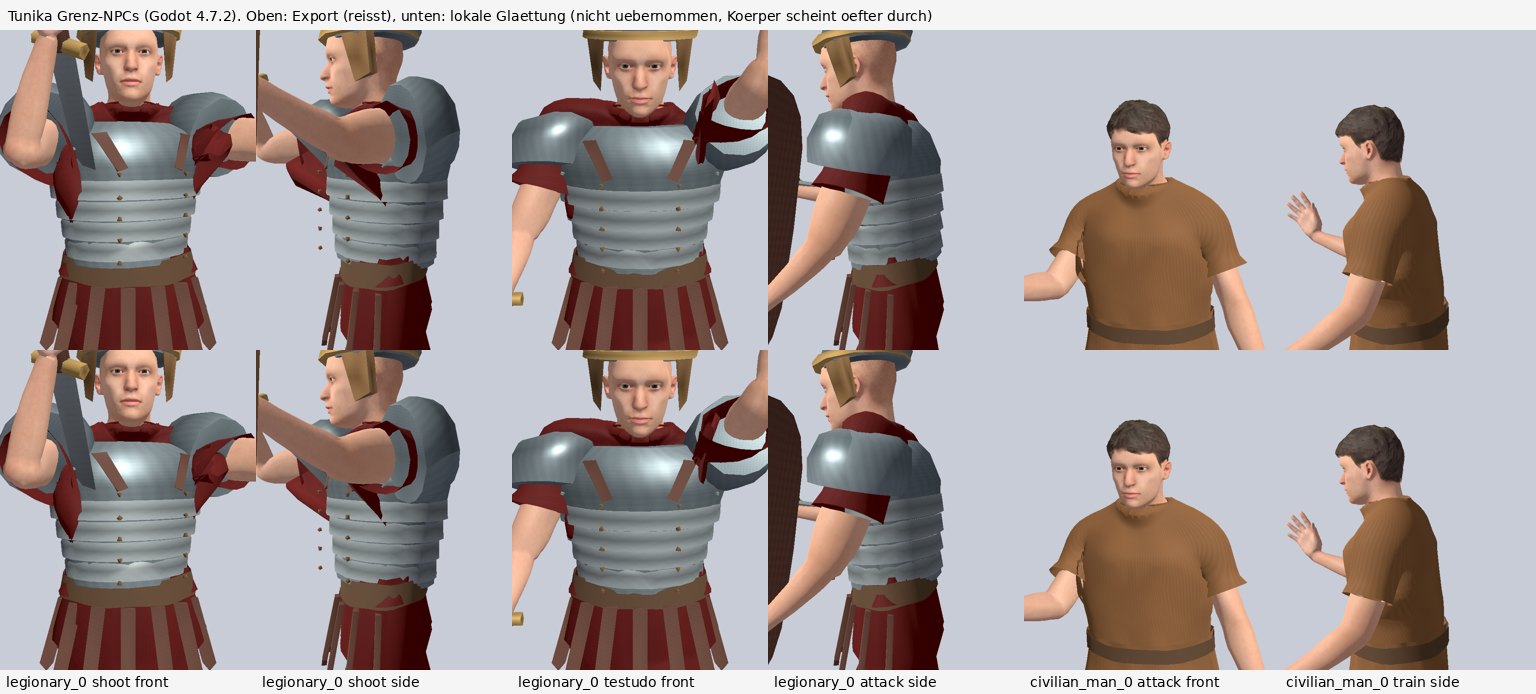 Tunika Grenz-NPCs (Godot 4.7.2). Oben: Export (reisst), unten: lokale Glaettung (nicht uebernommen, Koerper scheint oefter durch)
legionary_0 shoot front
legionary_0 shoot side
legionary_0 testudo front
legionary_0 attack side
civilian_man_0 attack front
civilian_man_0 train side